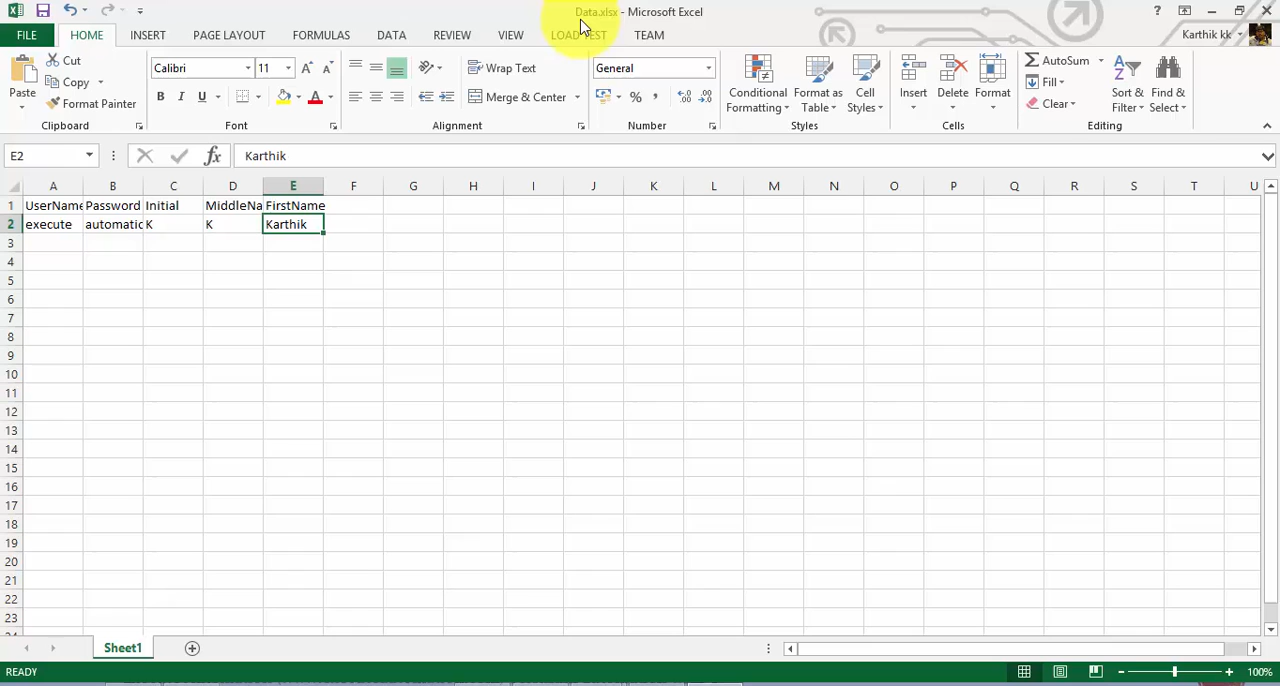 Data.xlsx - Microsoft Excel
FILE HOME INSERT PAGE LAYOUT FORMULAS DATA REVIEW VIEW LOAD TEST TEAM Karthik kk
Paste Cut Copy Format Painter Calibri 11 Wrap Text Merge & Center General Conditional Formatting Format as Table Cell Styles Insert Delete Format AutoSum Fill Clear Sort & Filter Find & Select
Clipboard Font Alignment Number Styles Cells Editing
E2 Karthik
A B C D E F G H I J K L M N O P Q R S T U
1 UserName Password Initial MiddleNa FirstName
2 execute automatic K K Karthik
3
4
5
6
7
8
9
10
11
12
13
14
15
16
17
18
19
20
21
22
23
Sheet1
READY 100%